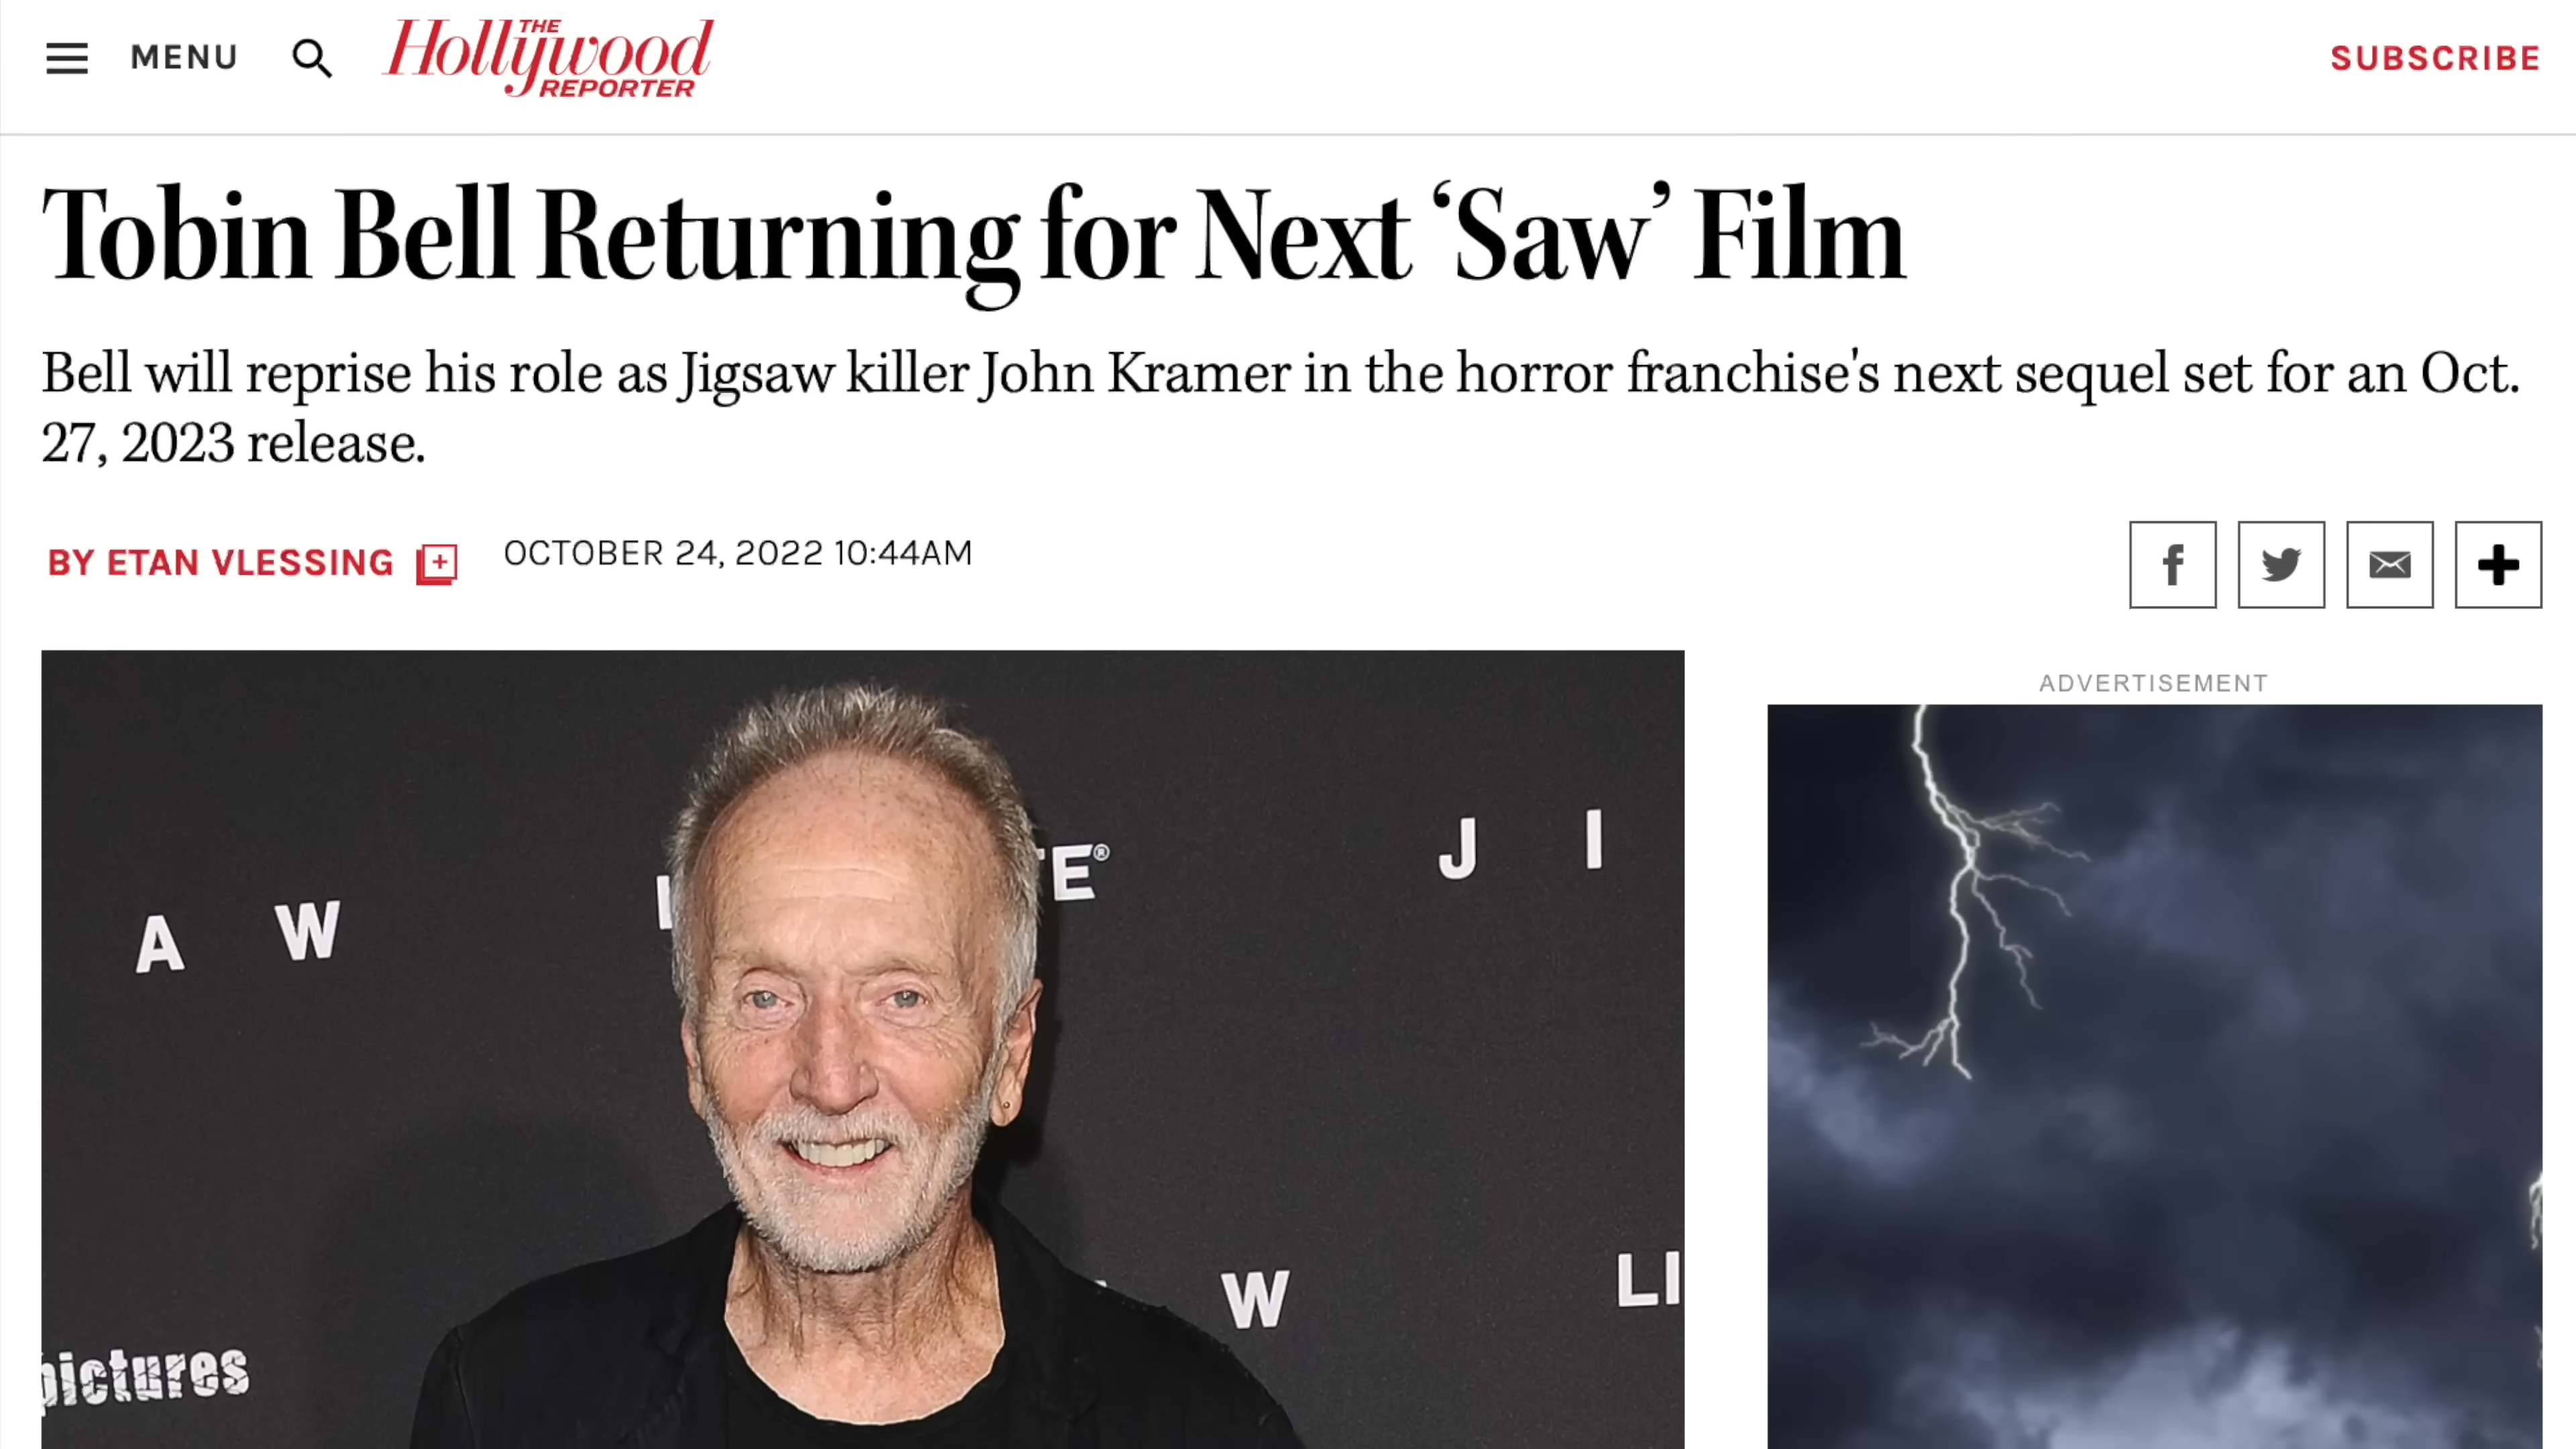 MENU
THE
Hollywood
REPORTER
SUBSCRIBE
Tobin Bell Returning for Next ‘Saw’ Film
Bell will reprise his role as Jigsaw killer John Kramer in the horror franchise's next sequel set for an Oct.
27, 2023 release.
BY ETAN VLESSING
OCTOBER 24, 2022 10:44AM
ADVERTISEMENT
J I
E®
A W
W
LI
pictures